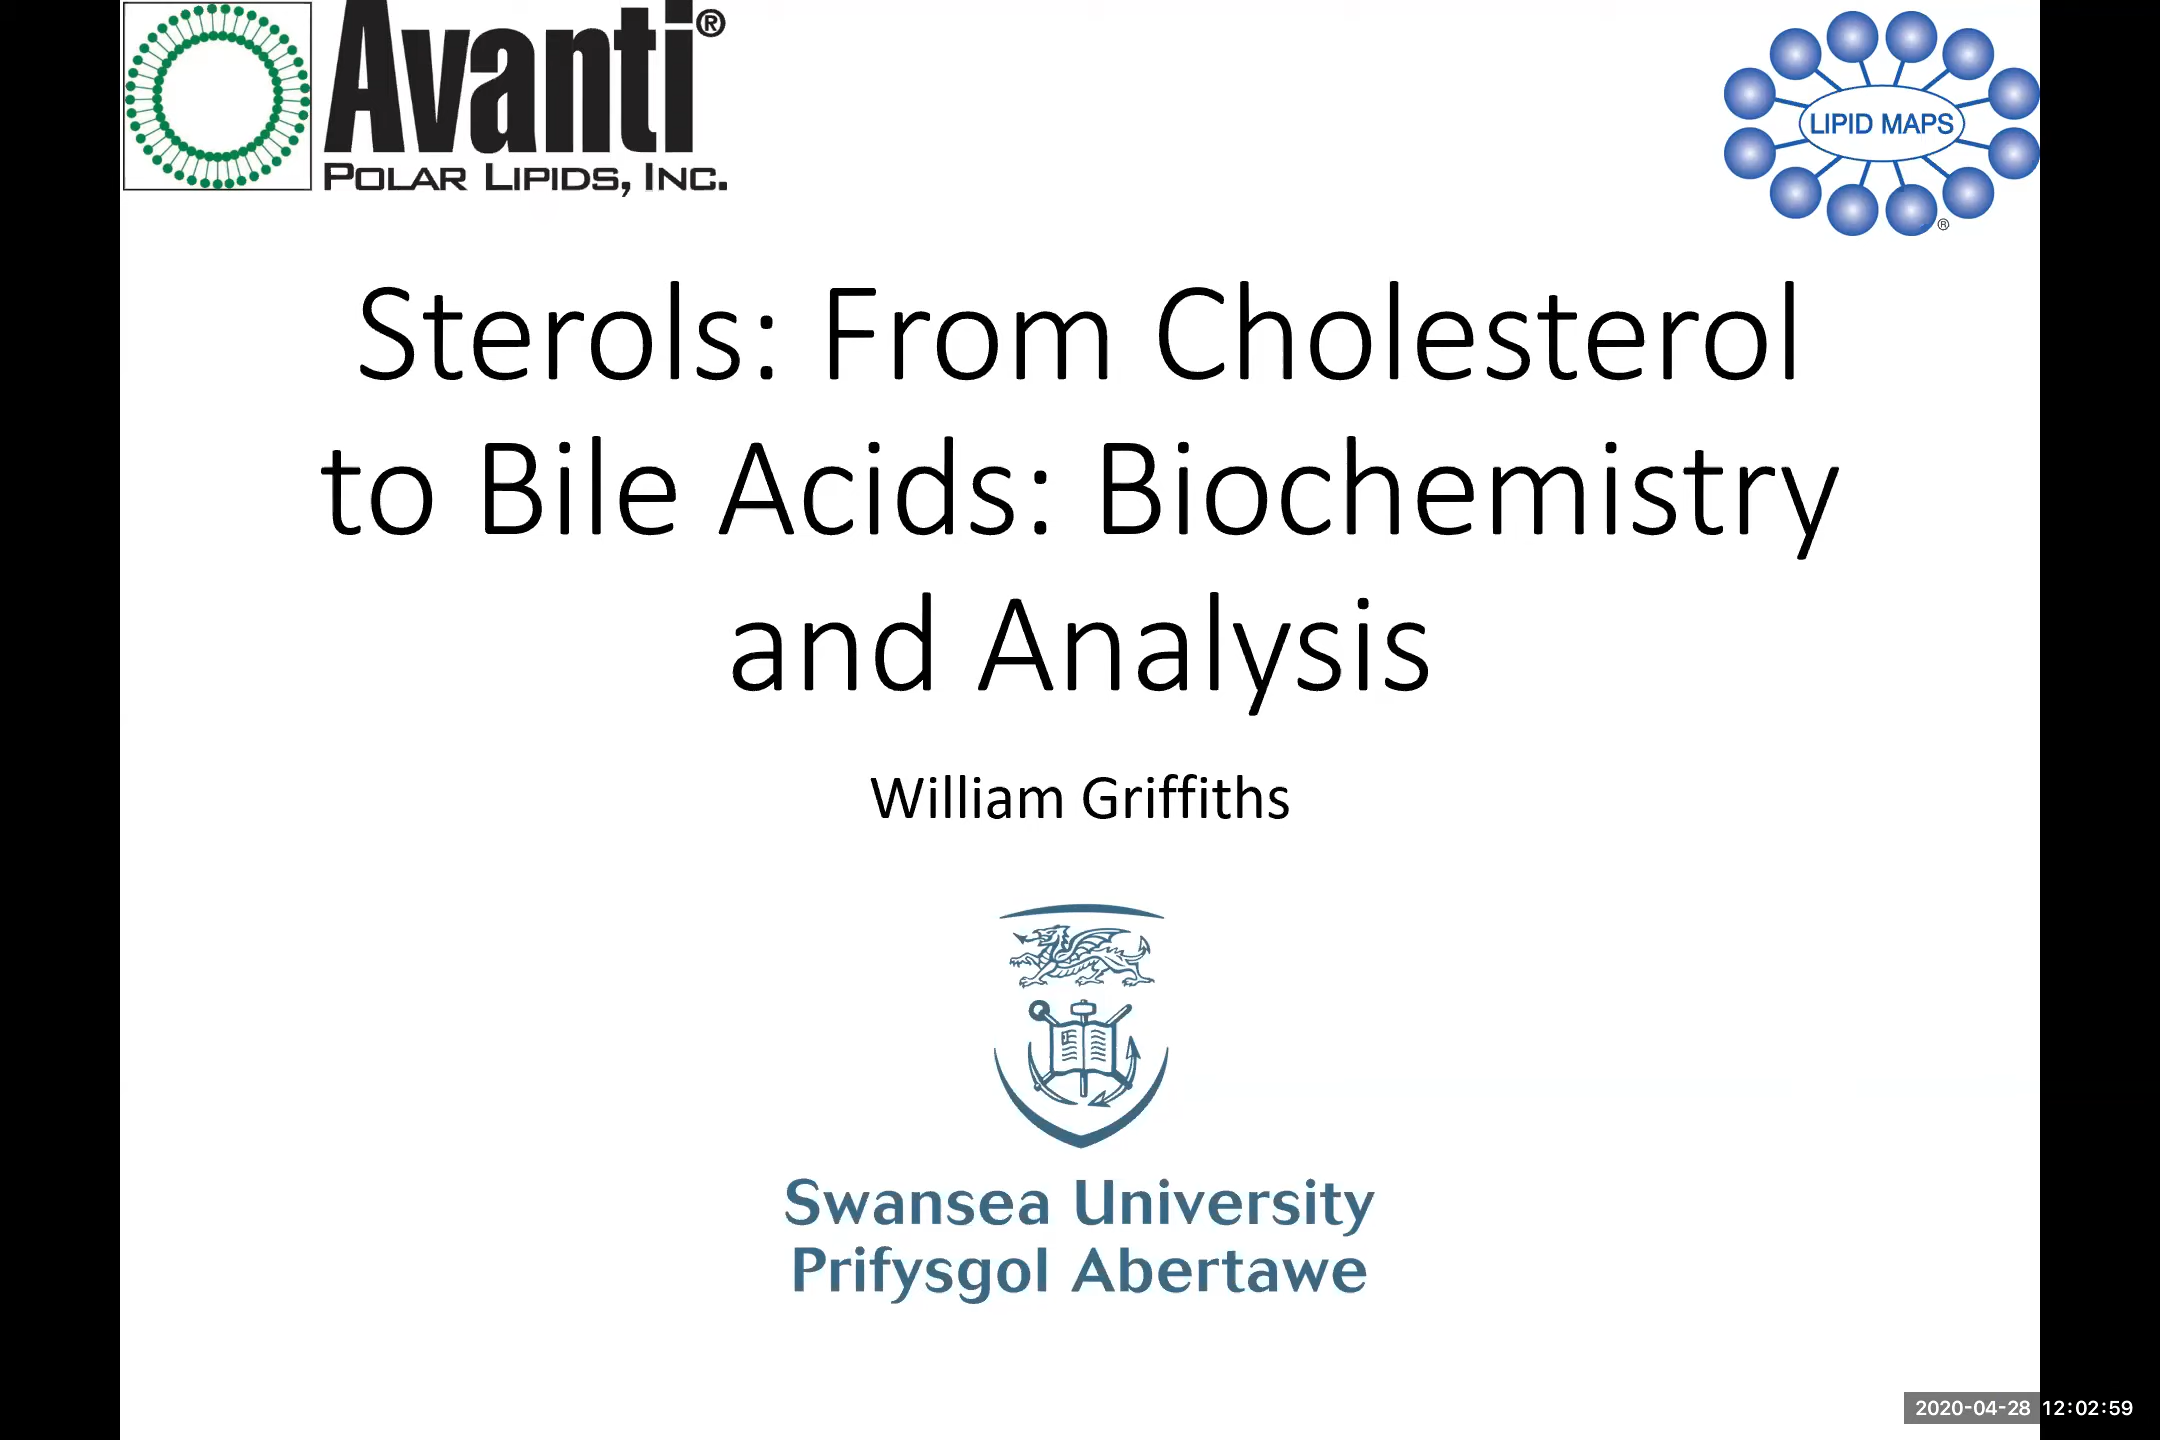 Avanti®
POLAR LIPIDS, INC.
LIPID MAPS
®
Sterols: From Cholesterol
to Bile Acids: Biochemistry
and Analysis
William Griffiths
Swansea University
Prifysgol Abertawe
2020-04-28 12:02:59